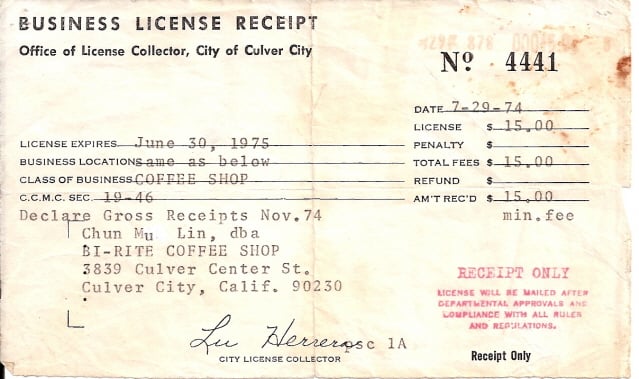 BUSINESS LICENSE RECEIPT
Office of License Collector, City of Culver City
Nº 4441
DATE 7-29-74
LICENSE $ 15.00
LICENSE EXPIRES June 30, 1975
PENALTY $
BUSINESS LOCATION same as below
TOTAL FEES $ 15.00
CLASS OF BUSINESS COFFEE SHOP
REFUND $
C.C.M.C. SEC. 19-46
AM'T REC'D $ 15.00
Declare Gross Receipts Nov.74
min.fee
Chun Mu Lin, dba
BI-RITE COFFEE SHOP
3839 Culver Center St.
Culver City, Calif. 90230
RECEIPT ONLY
LICENSE WILL BE MAILED AFTER
DEPARTMENTAL APPROVALS AND
COMPLIANCE WITH ALL RULES
AND REGULATIONS.
Lu Herrera psc 1A
CITY LICENSE COLLECTOR
Receipt Only